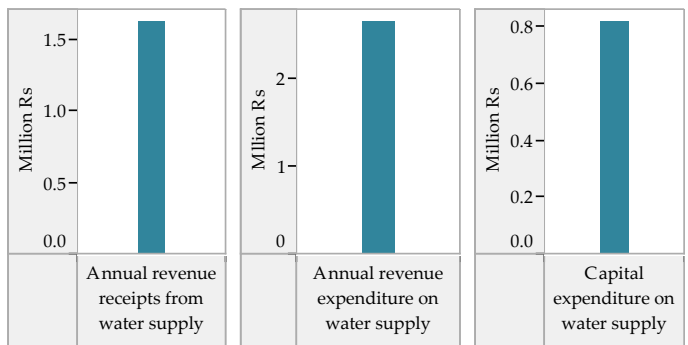 Million Rs
1.5
1.0
0.5
0.0
Annual revenue
receipts from
water supply
Mllion Rs
2
1
0
Annual revenue
expenditure on
water supply
Million Rs
0.8
0.6
0.4
0.2
0.0
Capital
expenditure on
water supply